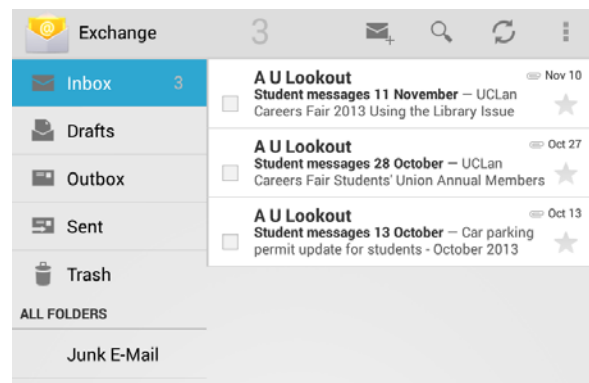 Exchange
3
Inbox 3
Drafts
Outbox
Sent
Trash
ALL FOLDERS
Junk E-Mail
A U Lookout Nov 10
Student messages 11 November – UCLan
Careers Fair 2013 Using the Library Issue
A U Lookout Oct 27
Student messages 28 October – UCLan
Careers Fair Students' Union Annual Members
A U Lookout Oct 13
Student messages 13 October – Car parking
permit update for students - October 2013